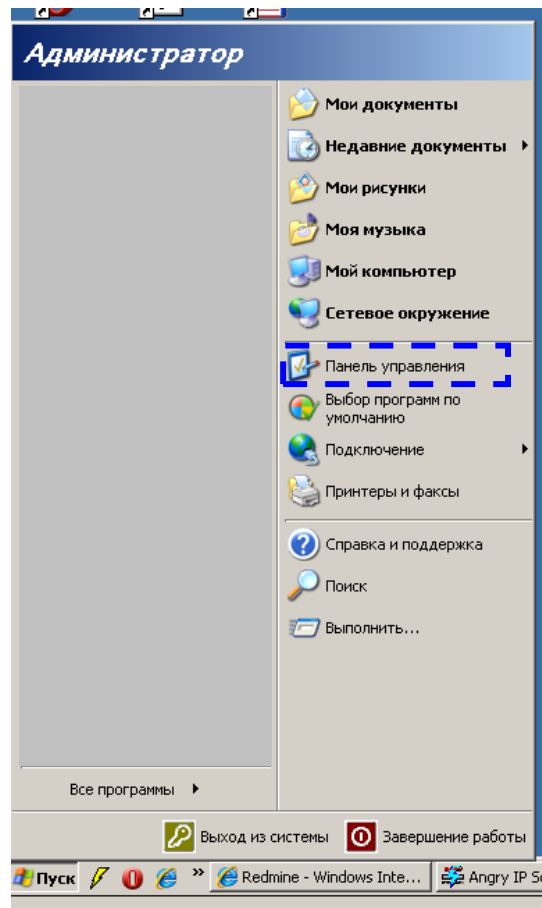 Администратор
Мои документы
Недавние документы
Мои рисунки
Моя музыка
Мой компьютер
Сетевое окружение
Панель управления
Выбор программ по
умолчанию
Подключение
Принтеры и факсы
Справка и поддержка
Поиск
Выполнить...
Все программы
Выход из системы
Завершение работы
Пуск
Redmine - Windows Inte...
Angry IP